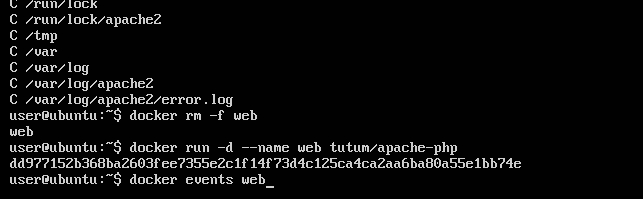 C /run/lock
C /run/lock/apache2
C /tmp
C /var
C /var/log
C /var/log/apache2
C /var/log/apache2/error.log
user@ubuntu:~$ docker rm -f web
web
user@ubuntu:~$ docker run -d --name web tutum/apache-php
dd977152b368ba2603fee7355e2c1f14f73d4c125ca4ca2aa6ba80a55e1bb74e
user@ubuntu:~$ docker events web_